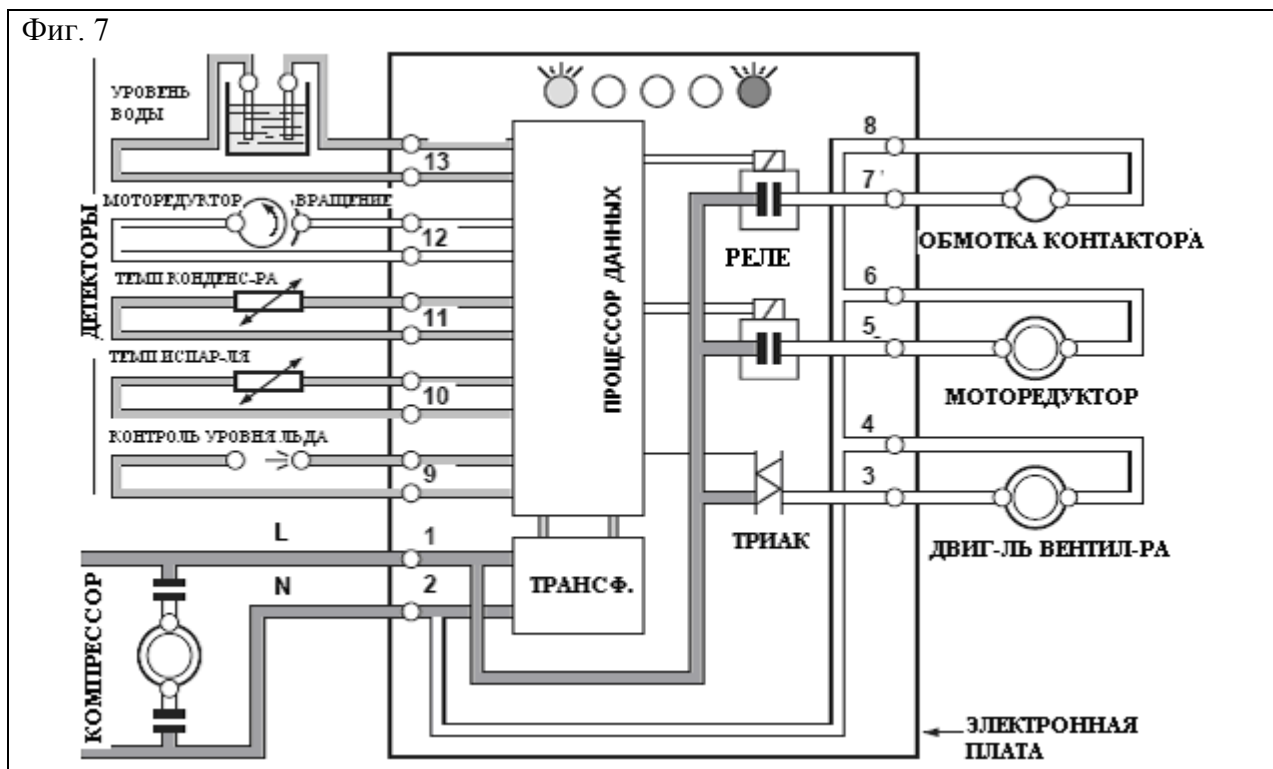 Фиг. 7
УРОВЕНЬ
ВОДЫ
МОТОРЕДУКТОР
ВРАЩЕНИЕ
ТЕМП КОНДЕНС-РА
ТЕМП ИСПАР-ЛЯ
КОНТРОЛЬ УРОВНЯ ЛЬДА
ДЕТЕКТОРЫ
13
12
11
10
9
L
1
N
2
КОМПРЕССОР
ПРОЦЕССОР ДАННЫХ
ТРАНСФ.
РЕЛЕ
ТРИАК
8
7
ОБМОТКА КОНТАКТОРА
6
5
МОТОРЕДУКТОР
4
3
ДВИГ-ЛЬ ВЕНТИЛ-РА
ЭЛЕКТРОННАЯ
ПЛАТА